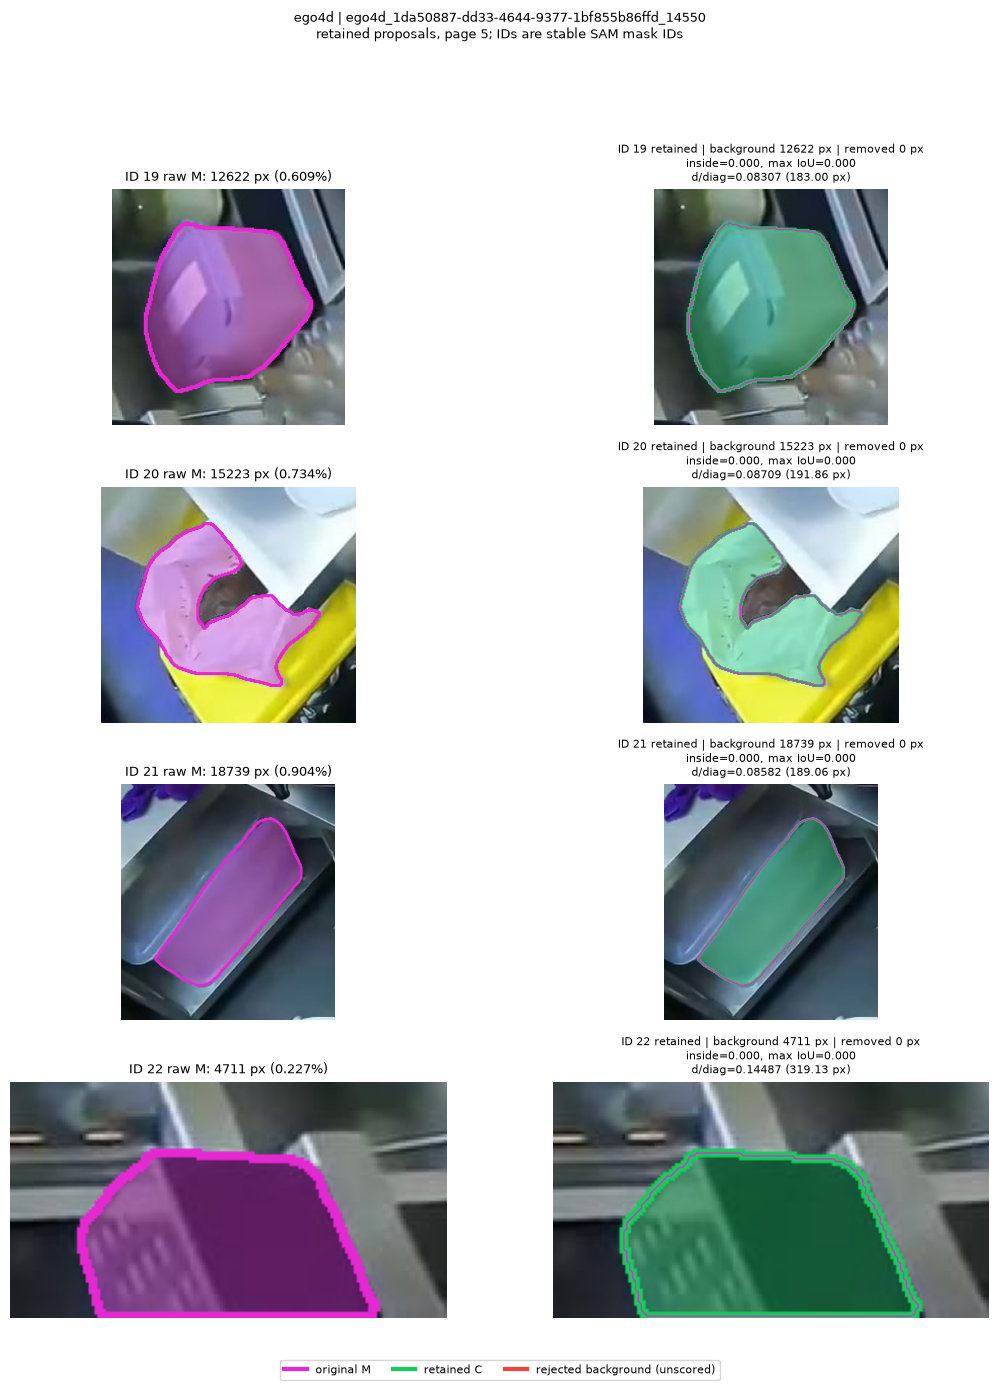 ego4d | ego4d_1da50887-dd33-4644-9377-1bf855b86ffd_14550
retained proposals, page 5; IDs are stable SAM mask IDs
ID 19 raw M: 12622 px (0.609%)
ID 19 retained | background 12622 px | removed 0 px
inside=0.000, max IoU=0.000
d/diag=0.08307 (183.00 px)
ID 20 raw M: 15223 px (0.734%)
ID 20 retained | background 15223 px | removed 0 px
inside=0.000, max IoU=0.000
d/diag=0.08709 (191.86 px)
ID 21 raw M: 18739 px (0.904%)
ID 21 retained | background 18739 px | removed 0 px
inside=0.000, max IoU=0.000
d/diag=0.08582 (189.06 px)
ID 22 raw M: 4711 px (0.227%)
ID 22 retained | background 4711 px | removed 0 px
inside=0.000, max IoU=0.000
d/diag=0.14487 (319.13 px)
original M
retained C
rejected background (unscored)